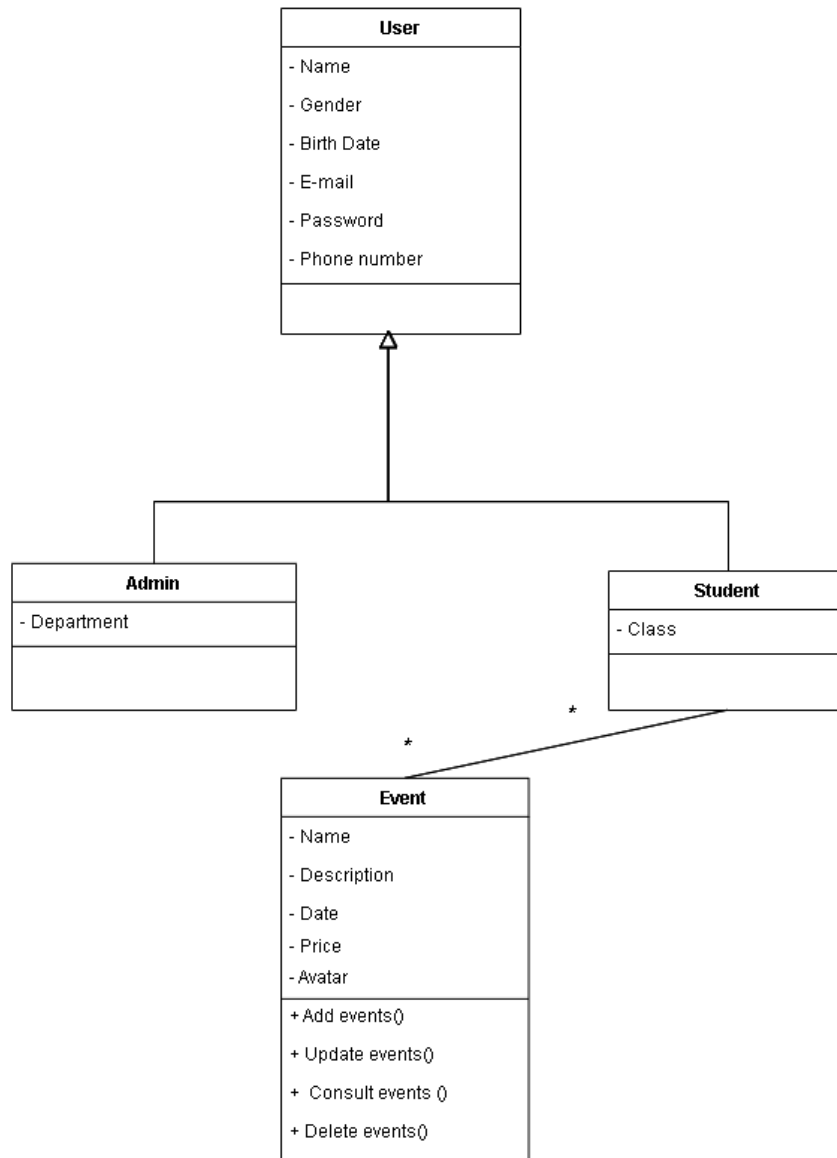 User
- Name
- Gender
- Birth Date
- E-mail
- Password
- Phone number
Admin
- Department
Student
- Class
*
*
Event
- Name
- Description
- Date
- Price
- Avatar
+ Add events()
+ Update events()
+ Consult events ()
+ Delete events()